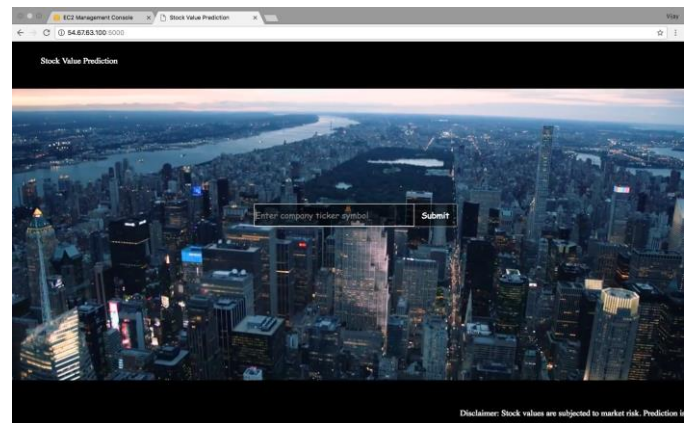 EC2 Management Console
Stock Value Prediction
Vijay
54.67.63.100:5000
Stock Value Prediction
Enter company ticker symbol
Submit
Disclaimer: Stock values are subjected to market risk. Prediction is